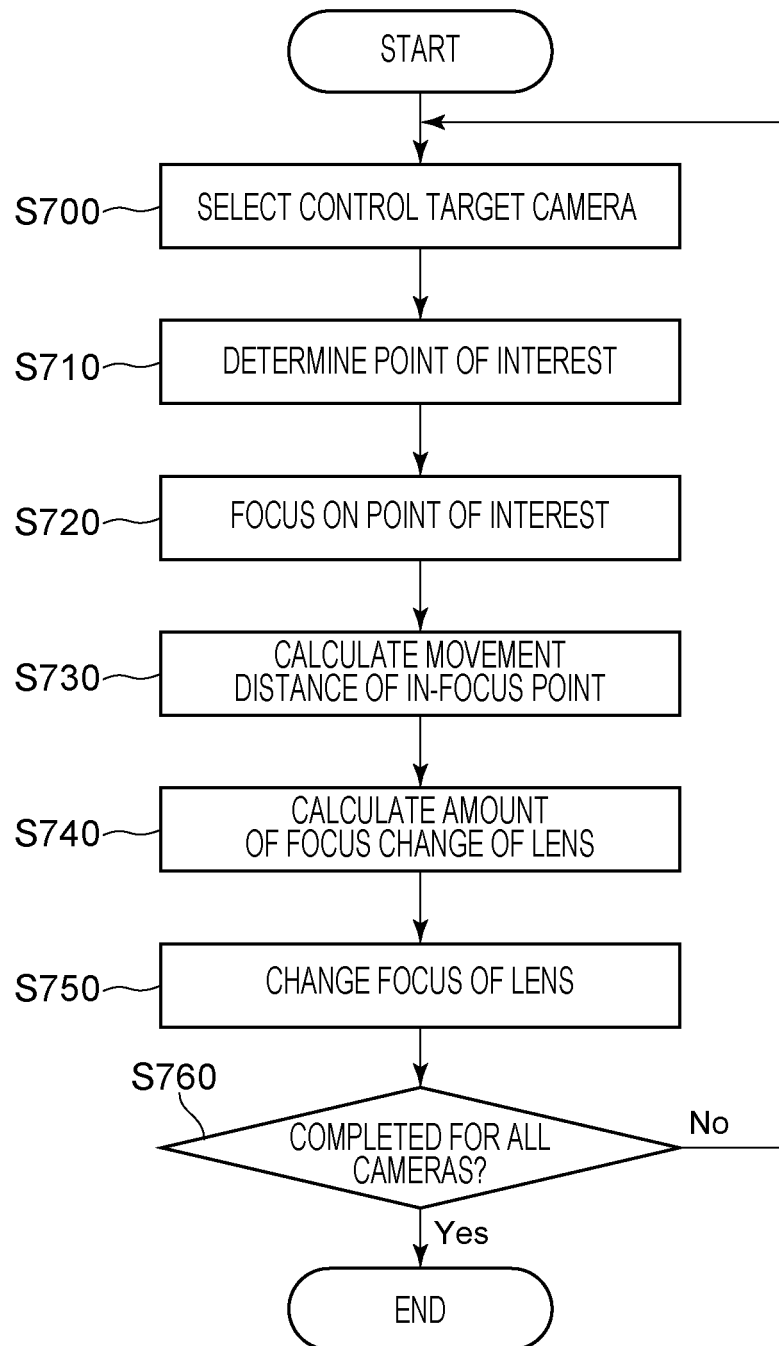 START
S700
SELECT CONTROL TARGET CAMERA
S710
DETERMINE POINT OF INTEREST
S720
FOCUS ON POINT OF INTEREST
S730
CALCULATE MOVEMENT
DISTANCE OF IN-FOCUS POINT
S740
CALCULATE AMOUNT
OF FOCUS CHANGE OF LENS
S750
CHANGE FOCUS OF LENS
S760
COMPLETED FOR ALL
CAMERAS?
No
Yes
END